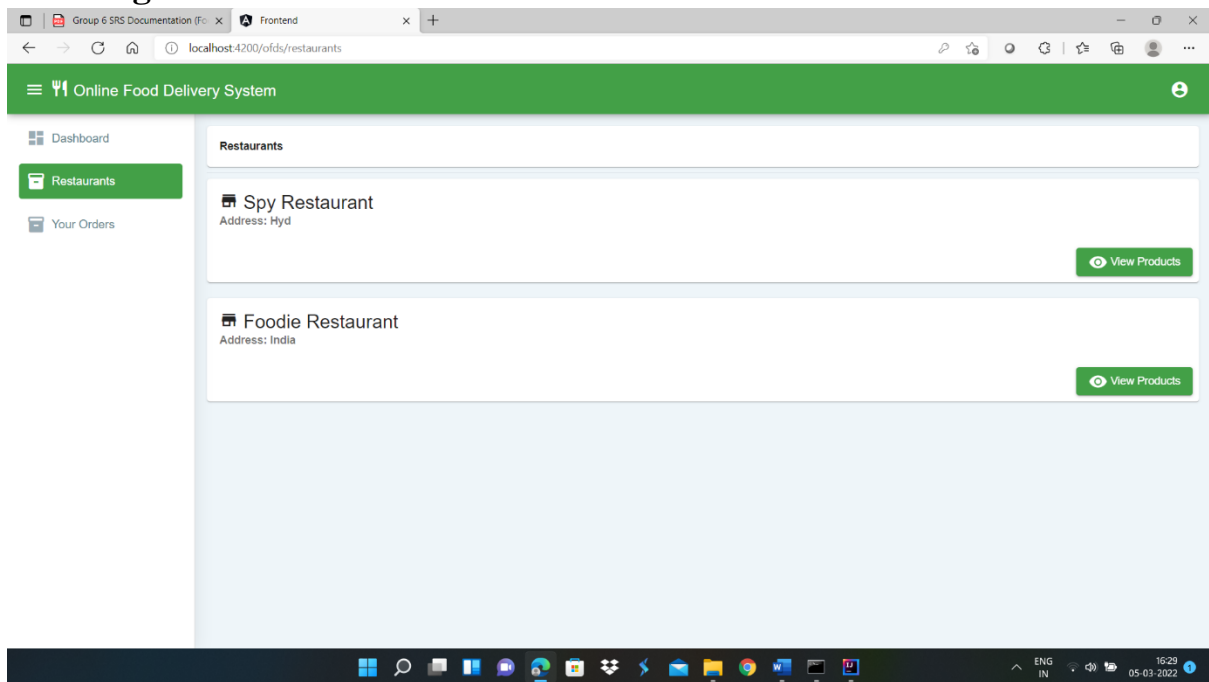 Group 6 SRS Documentation (Fo
Frontend
localhost:4200/ofds/restaurants
Online Food Delivery System
Dashboard
Restaurants
Your Orders
Restaurants
Spy Restaurant
Address: Hyd
View Products
Foodie Restaurant
Address: India
View Products
ENG
IN
16:29
05-03-2022
1